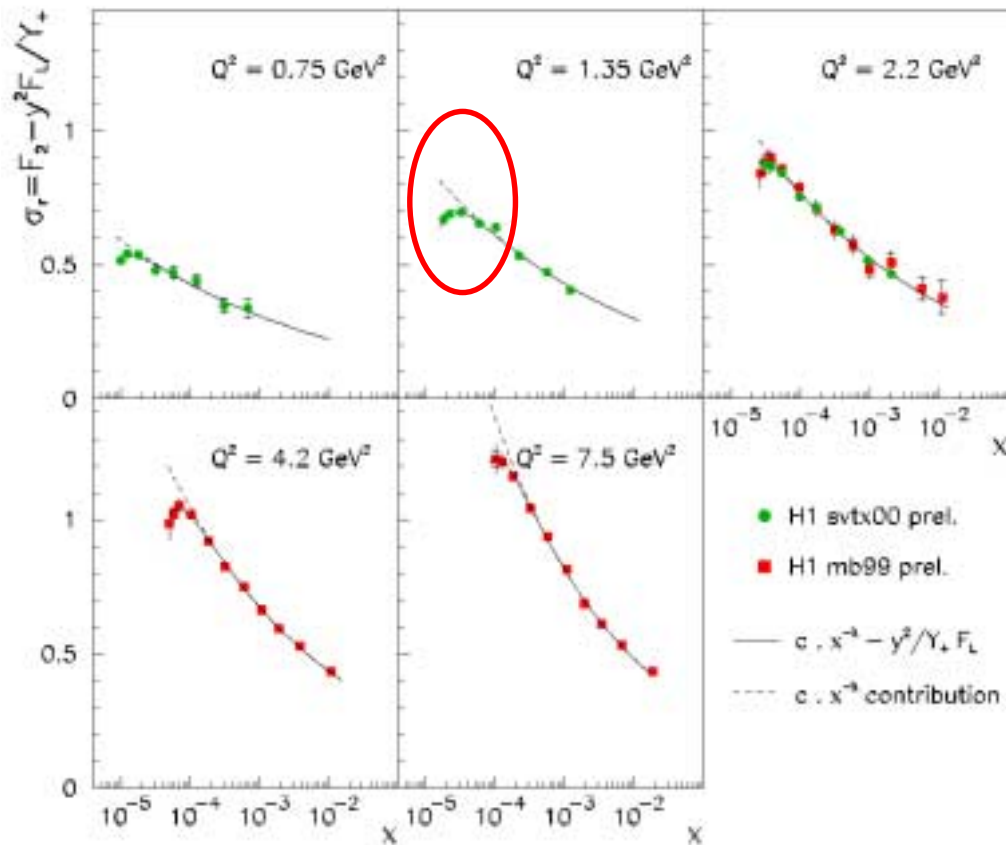 σᵣ=F₂−y²F_L/Y₊
Q² = 0.75 GeV²
Q² = 1.35 GeV²
Q² = 2.2 GeV²
1
0.5
0
10⁻⁵ 10⁻⁴ 10⁻³ 10⁻²
X
Q² = 4.2 GeV²
Q² = 7.5 GeV²
1
0.5
0
10⁻⁵ 10⁻⁴ 10⁻³ 10⁻²
X
10⁻⁵ 10⁻⁴ 10⁻³ 10⁻²
X
H1 svtx00 prel.
H1 mb99 prel.
c . x⁻ − y²/Y₊ F_L
c . x⁻ contribution